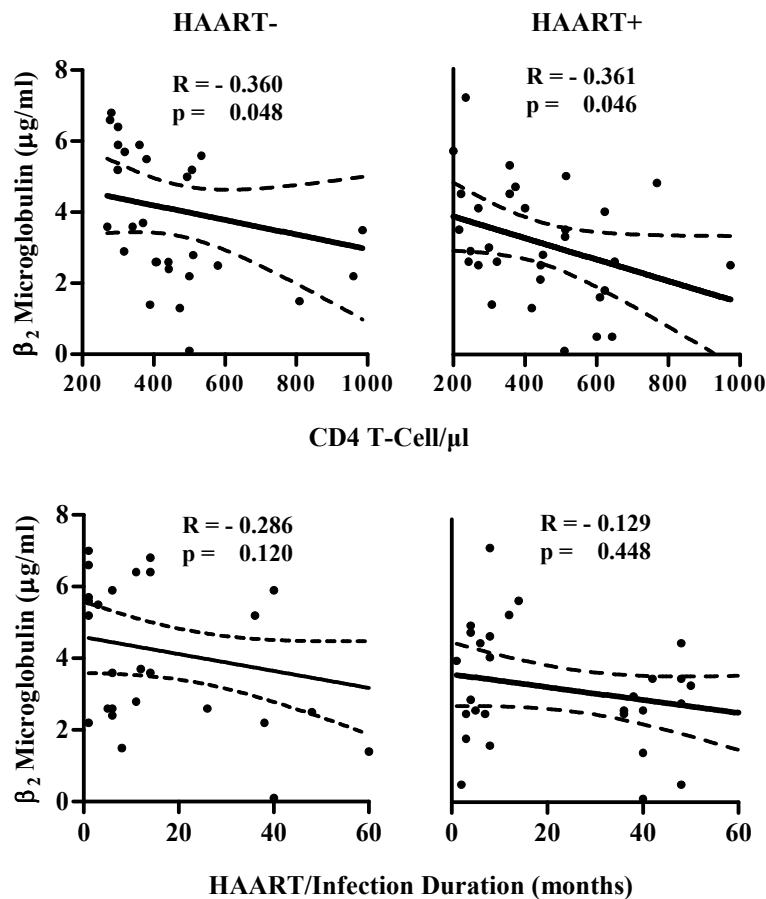 HAART- HAART+
R = - 0.360
p = 0.048
R = - 0.361
p = 0.046
β2 Microglobulin (µg/ml)
8
6
4
2
0
200 400 600 800 1000
200 400 600 800 1000
CD4 T-Cell/µl
R = - 0.286
p = 0.120
R = - 0.129
p = 0.448
β2 Microglobulin (µg/ml)
8
6
4
2
0
0 20 40 60
0 20 40 60
HAART/Infection Duration (months)